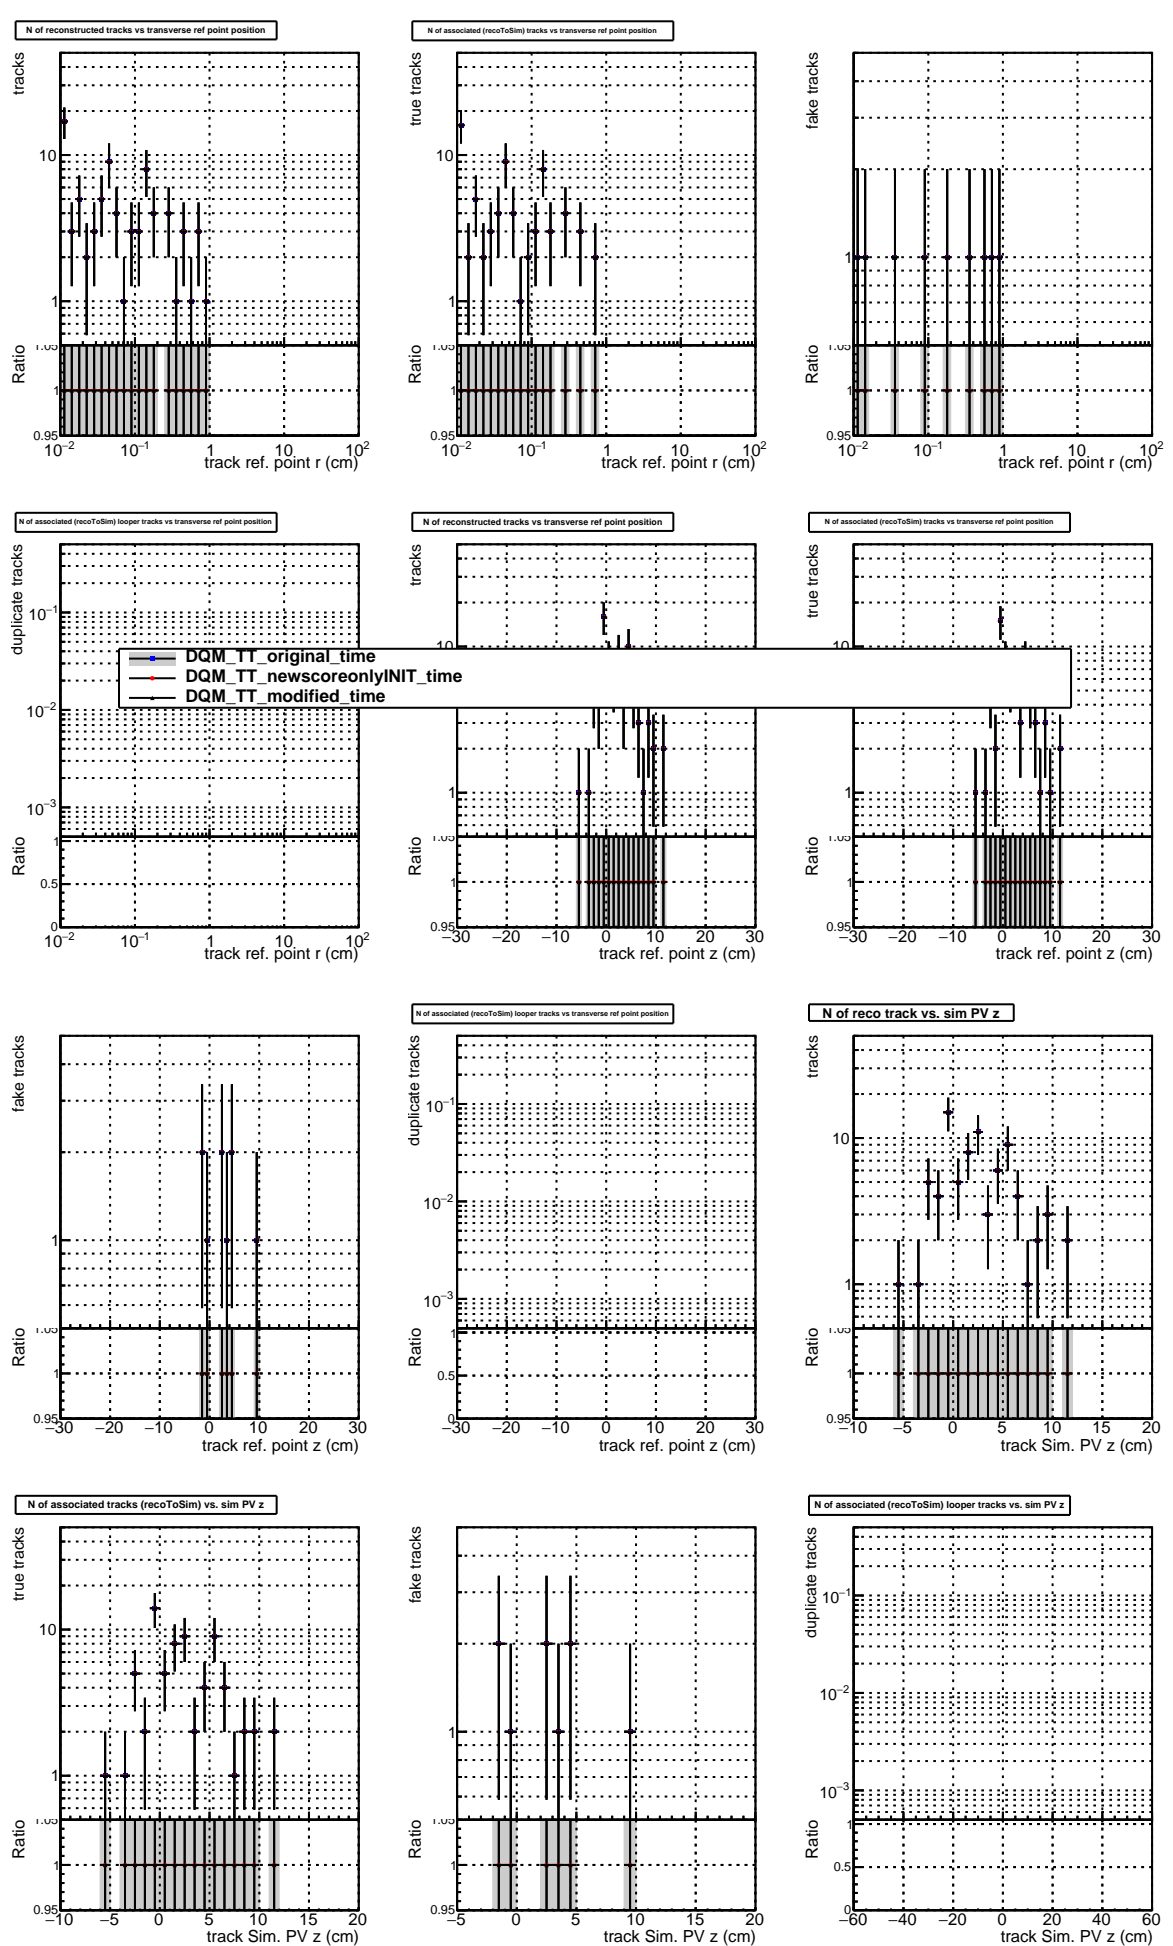 N of reconstructed tracks vs transverse ref point position
tracks
10
1
Ratio
1.05
1
0.95
10−2 10−1 1 10 102
track ref. point r (cm)
N of associated (recoToSim) tracks vs transverse ref point position
true tracks
10
1
Ratio
1.05
1
0.95
10−2 10−1 1 10 102
track ref. point r (cm)
fake tracks
1
Ratio
1.05
1
0.95
10−2 10−1 1 10 102
track ref. point r (cm)
N of associated (recoToSim) looper tracks vs transverse ref point position
duplicate tracks
10−1
10−2
10−3
Ratio
1
0.5
0
10−2 10−1 1 10 102
track ref. point r (cm)
N of reconstructed tracks vs transverse ref point position
tracks
10
1
Ratio
1.05
1
0.95
−30 −20 −10 0 10 20 30
track ref. point z (cm)
N of associated (recoToSim) tracks vs transverse ref point position
true tracks
10
1
Ratio
1.05
1
0.95
−30 −20 −10 0 10 20 30
track ref. point z (cm)
DQM_TT_original_time
DQM_TT_newscoreonlyINIT_time
DQM_TT_modified_time
fake tracks
1
Ratio
1.05
1
0.95
−30 −20 −10 0 10 20 30
track ref. point z (cm)
N of associated (recoToSim) looper tracks vs transverse ref point position
duplicate tracks
10−1
10−2
10−3
Ratio
1
0.5
0
−30 −20 −10 0 10 20 30
track ref. point z (cm)
N of reco track vs. sim PV z
tracks
10
1
Ratio
1.05
1
0.95
−10 −5 0 5 10 15 20
track Sim. PV z (cm)
N of associated tracks (recoToSim) vs. sim PV z
true tracks
10
1
Ratio
1.05
1
0.95
−10 −5 0 5 10 15 20
track Sim. PV z (cm)
fake tracks
1
Ratio
1.05
1
0.95
−5 0 5 10 15 20
track Sim. PV z (cm)
N of associated (recoToSim) looper tracks vs. sim PV z
duplicate tracks
10−1
10−2
10−3
Ratio
1
0.5
0
−60 −40 −20 0 20 40 60
track Sim. PV z (cm)